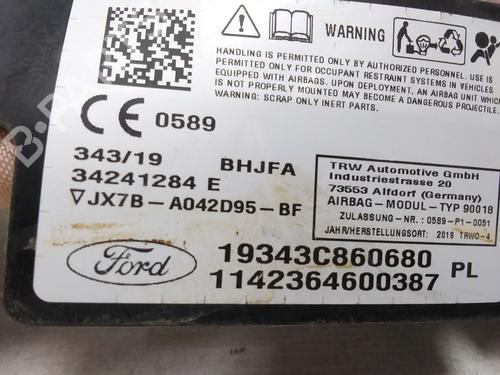 WARNING
HANDLING IS PERMITTED ONLY BY AUTHORIZED PERSONNEL. USE IS
ONLY PERMITTED FOR OCCUPANT RESTRAINT SYSTEMS IN VEHICLES
EQUIPPED WITH AIRBAGS. UPON DEPLOYMENT, AN AIRBAG UNIT WHICH
IS NOT PROPERLY MOUNTED MAY BECOME A DANGEROUS PROJECTILE.
WARNING: SCRAP ONLY INERT PARTS.
CE 0589
343/19 BHJFA
34241284 E
JX7B-A042D95-BF
TRW Automotive GmbH
Industriestrasse 20
73553 Alfdorf (Germany)
AIRBAG-MODUL-TYP 90018
ZULASSUNG-NR.: 0589-P1-0051
JAHR/HERSTELLUNGSORT: 2019 TRWO-4
Ford
19343C860680
1142364600387 PL